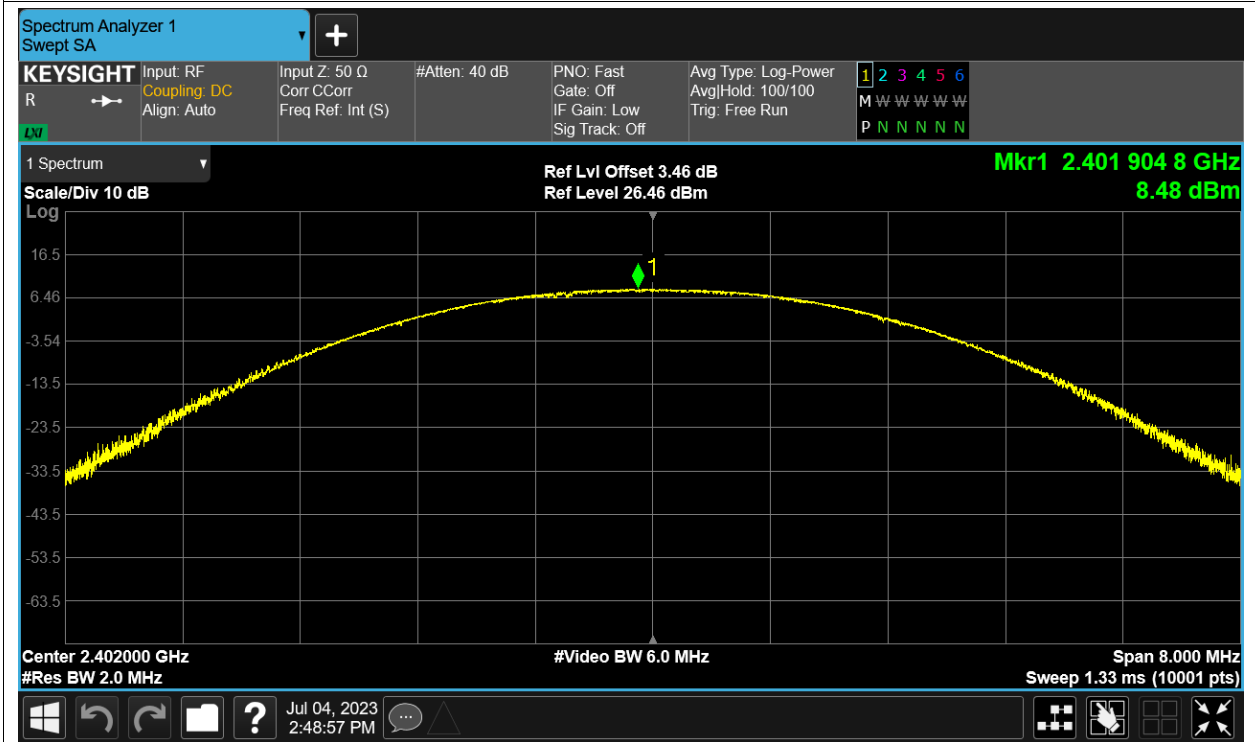 Spectrum Analyzer 1
Swept SA
+
KEYSIGHT
R
LXI
Input: RF
Coupling: DC
Align: Auto
Input Z: 50 Ω
Corr CCorr
Freq Ref: Int (S)
#Atten: 40 dB
PNO: Fast
Gate: Off
IF Gain: Low
Sig Track: Off
Avg Type: Log-Power
Avg|Hold: 100/100
Trig: Free Run
1 2 3 4 5 6
M W W W W W
P N N N N N
1 Spectrum
Scale/Div 10 dB
Log
Ref Lvl Offset 3.46 dB
Ref Level 26.46 dBm
Mkr1 2.401 904 8 GHz
8.48 dBm
1
16.5
6.46
-3.54
-13.5
-23.5
-33.5
-43.5
-53.5
-63.5
Center 2.402000 GHz
#Res BW 2.0 MHz
#Video BW 6.0 MHz
Span 8.000 MHz
Sweep 1.33 ms (10001 pts)
?
Jul 04, 2023
2:48:57 PM